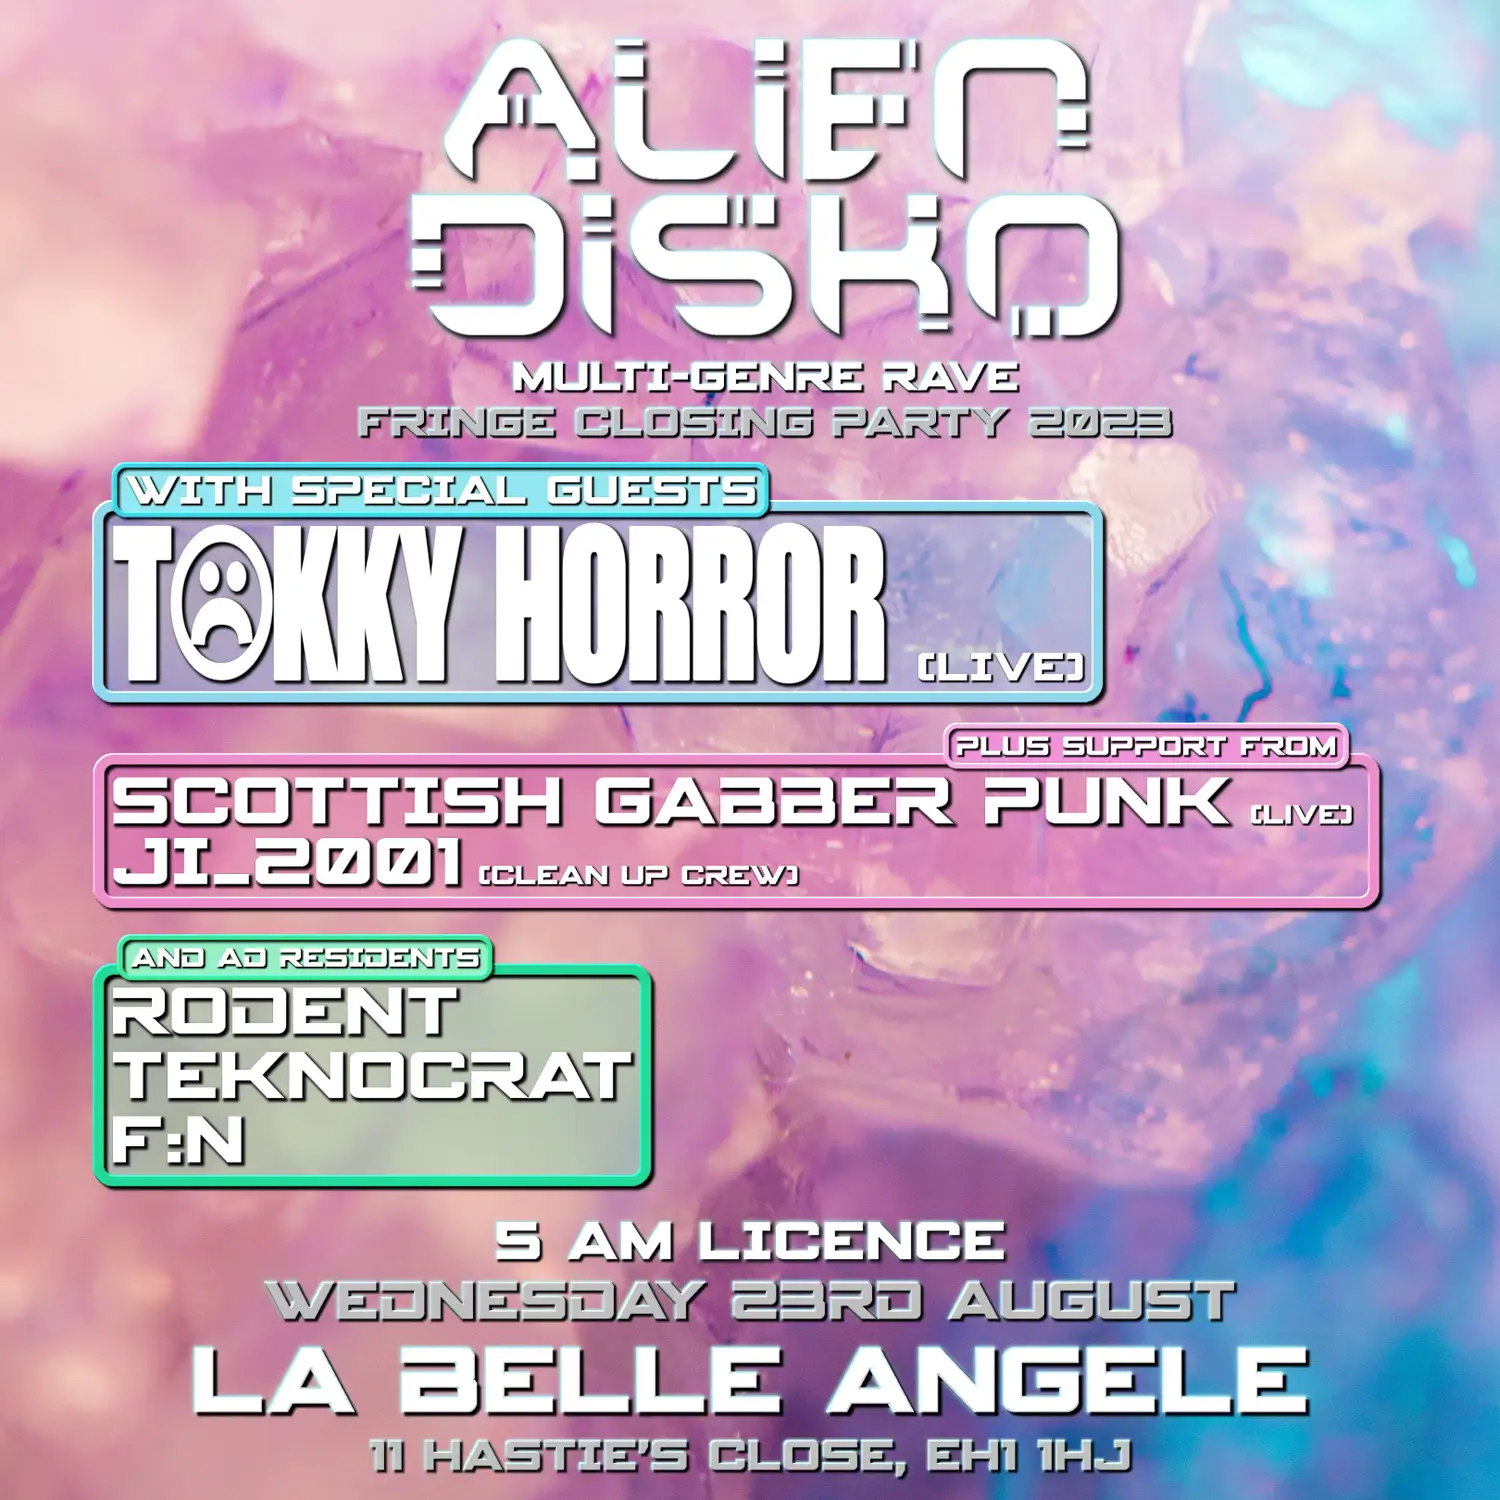 ALiEN
DiSKO
MULTI-GENRE RAVE
FRINGE CLOSING PARTY 2023
WITH SPECIAL GUESTS
TOKKY HORROR (LIVE)
PLUS SUPPORT FROM
SCOTTISH GABBER PUNK (LIVE)
JI_2001 (CLEAN UP CREW)
AND AD RESIDENTS
RODENT
TEKNOCRAT
F:N
5 AM LICENCE
WEDNESDAY 23RD AUGUST
LA BELLE ANGELE
11 HASTIE'S CLOSE, EH1 1HJ